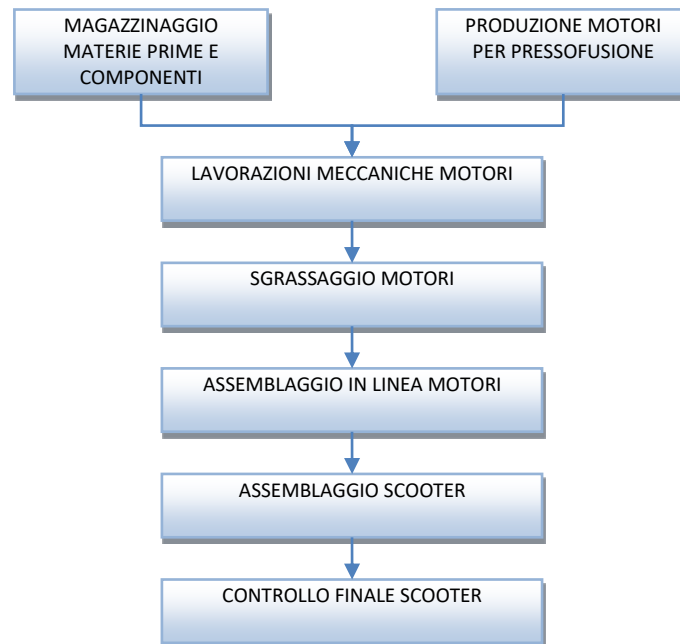 MAGAZZINAGGIO
MATERIE PRIME E
COMPONENTI
PRODUZIONE MOTORI
PER PRESSOFUSIONE
LAVORAZIONI MECCANICHE MOTORI
SGRASSAGGIO MOTORI
ASSEMBLAGGIO IN LINEA MOTORI
ASSEMBLAGGIO SCOOTER
CONTROLLO FINALE SCOOTER